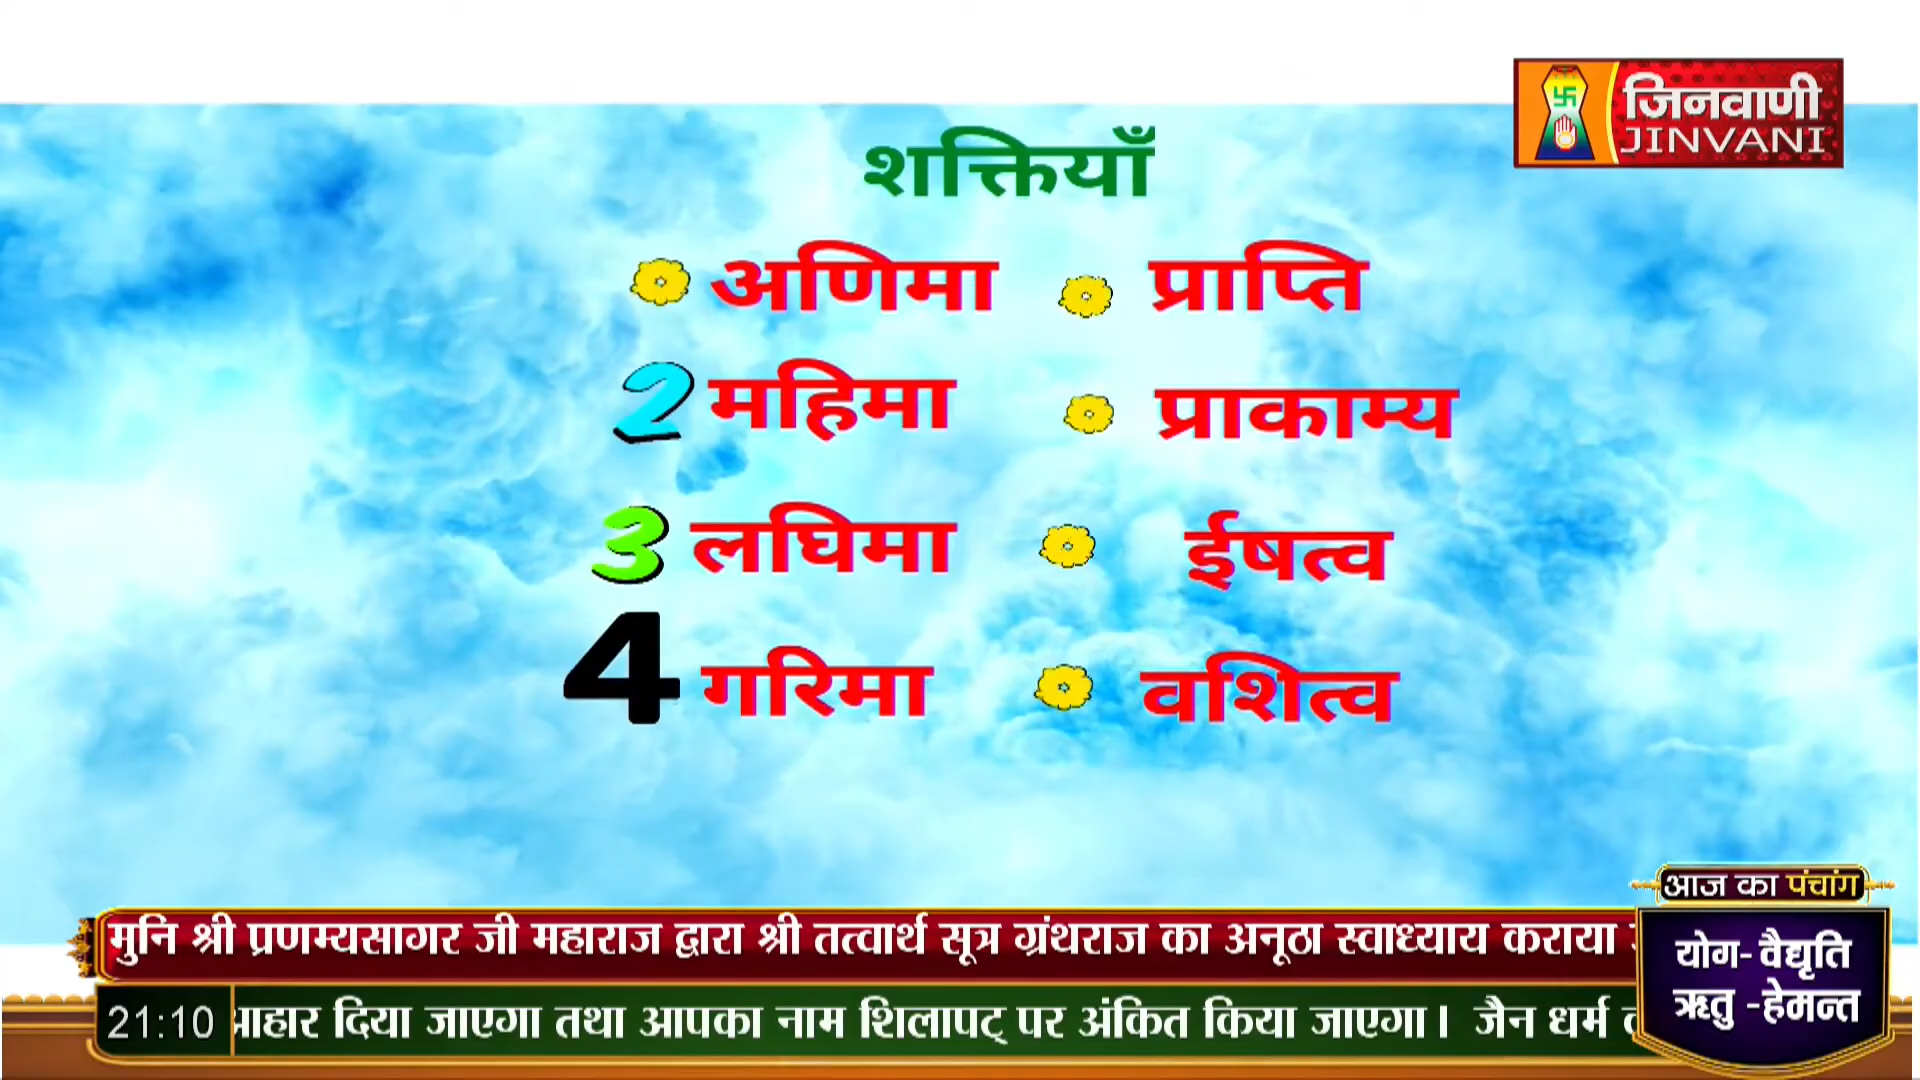 जिनवाणी
JINVANI
शक्तियाँ
अणिमा प्राप्ति
2 महिमा प्राकाम्य
3 लघिमा ईषत्व
4 गरिमा वशित्व
आज का पंचांग
योग- वैद्यृति
ऋतु -हेमन्त
मुनि श्री प्रणम्यसागर जी महाराज द्वारा श्री तत्वार्थ सूत्र ग्रंथराज का अनूठा स्वाध्याय कराया
21:10 आहार दिया जाएगा तथा आपका नाम शिलापट् पर अंकित किया जाएगा। जैन धर्म